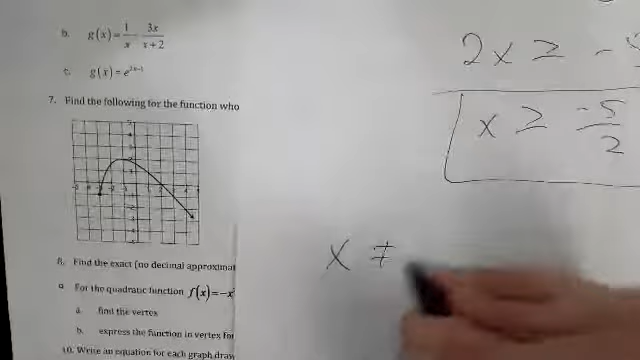 b. g(x) = 1/x - 3x/(x+2)
c. g(x) = e^{2x-1}
7. Find the following for the function who
8. Find the exact (no decimal approximat
a For the quadratic function f(x)=-x
a. find the vertex
b. express the function in vertex for
10. Write an equation for each graph draw
2x ≥ -5
x ≥ -5/2
x ≠